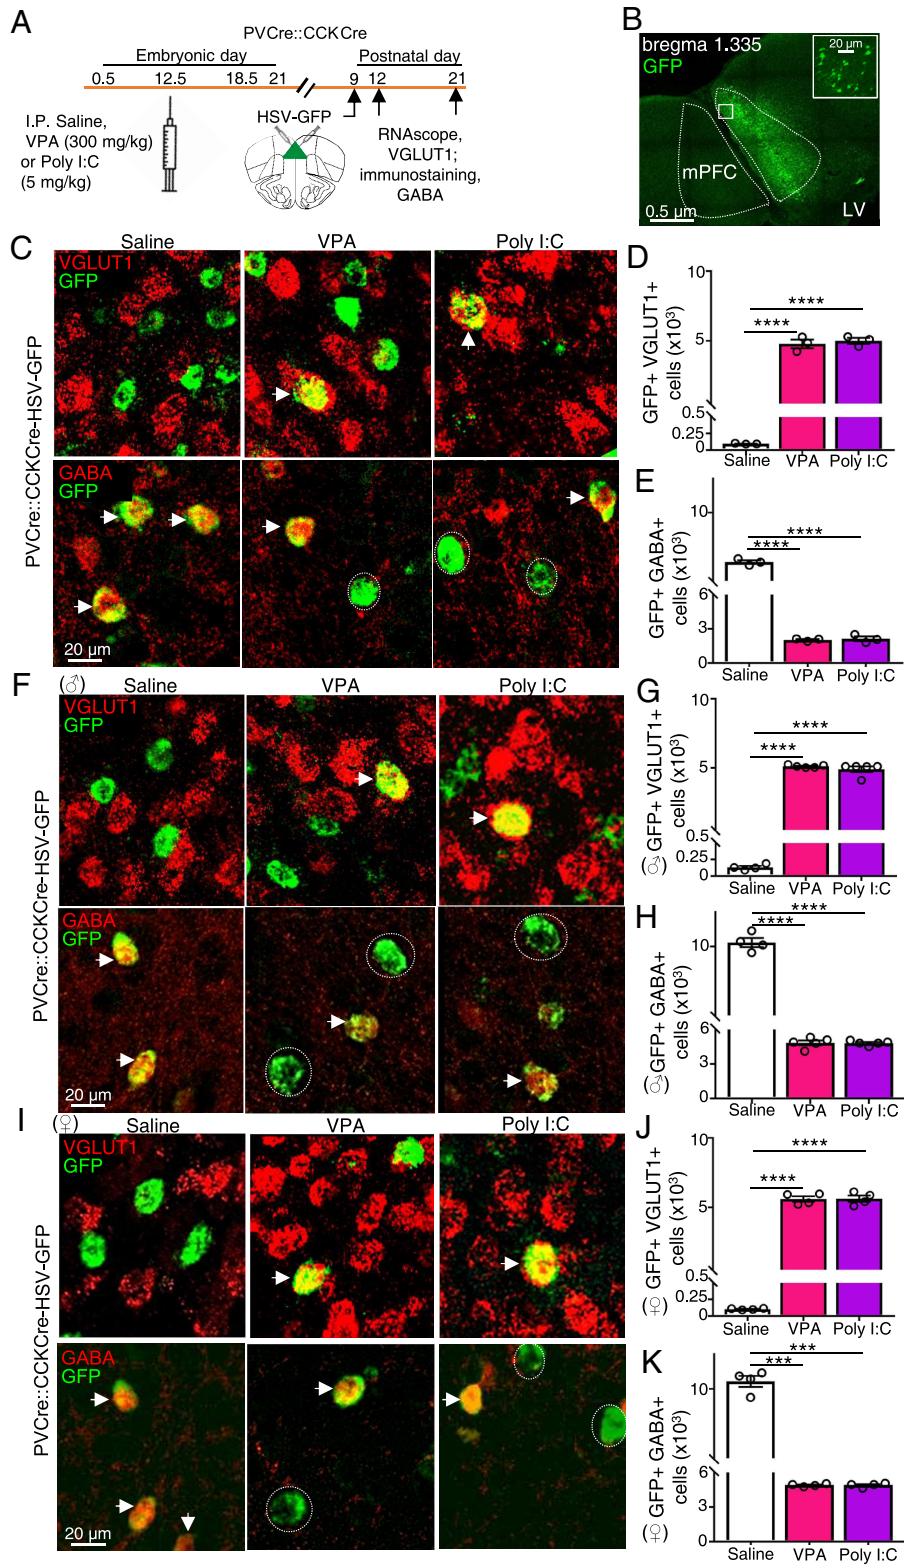 A
PVCre::CCKCre
Embryonic day
Postnatal day
0.5 12.5 18.5 21 9 12 21
I.P. Saline,
VPA (300 mg/kg)
or Poly I:C
(5 mg/kg)
HSV-GFP
RNAscope,
VGLUT1;
immunostaining,
GABA
B
bregma 1.335
GFP
20 µm
mPFC
0.5 µm
LV
C
Saline VPA Poly I:C
PVCre::CCKCre-HSV-GFP
VGLUT1
GFP
GABA
GFP
20 µm
D
GFP+ VGLUT1+
cells (x10³)
10
5
0.5
0.25
0
****
****
Saline VPA Poly I:C
E
GFP+ GABA+
cells (x10³)
10
6
3
0
****
****
Saline VPA Poly I:C
F
(♂)
Saline VPA Poly I:C
PVCre::CCKCre-HSV-GFP
VGLUT1
GFP
GABA
GFP
20 µm
G
(♂) GFP+ VGLUT1+
cells (x10³)
10
5
0.5
0.25
0
****
****
Saline VPA Poly I:C
H
(♂)GFP+ GABA+
cells (x10³)
10
6
3
0
****
****
Saline VPA Poly I:C
I
(♀)
Saline VPA Poly I:C
PVCre::CCKCre-HSV-GFP
VGLUT1
GFP
GABA
GFP
20 µm
J
(♀) GFP+ VGLUT1+
cells (x10³)
10
5
0.5
0.25
0
****
****
Saline VPA Poly I:C
K
(♀) GFP+ GABA+
cells (x10³)
10
6
3
0
***
***
Saline VPA Poly I:C